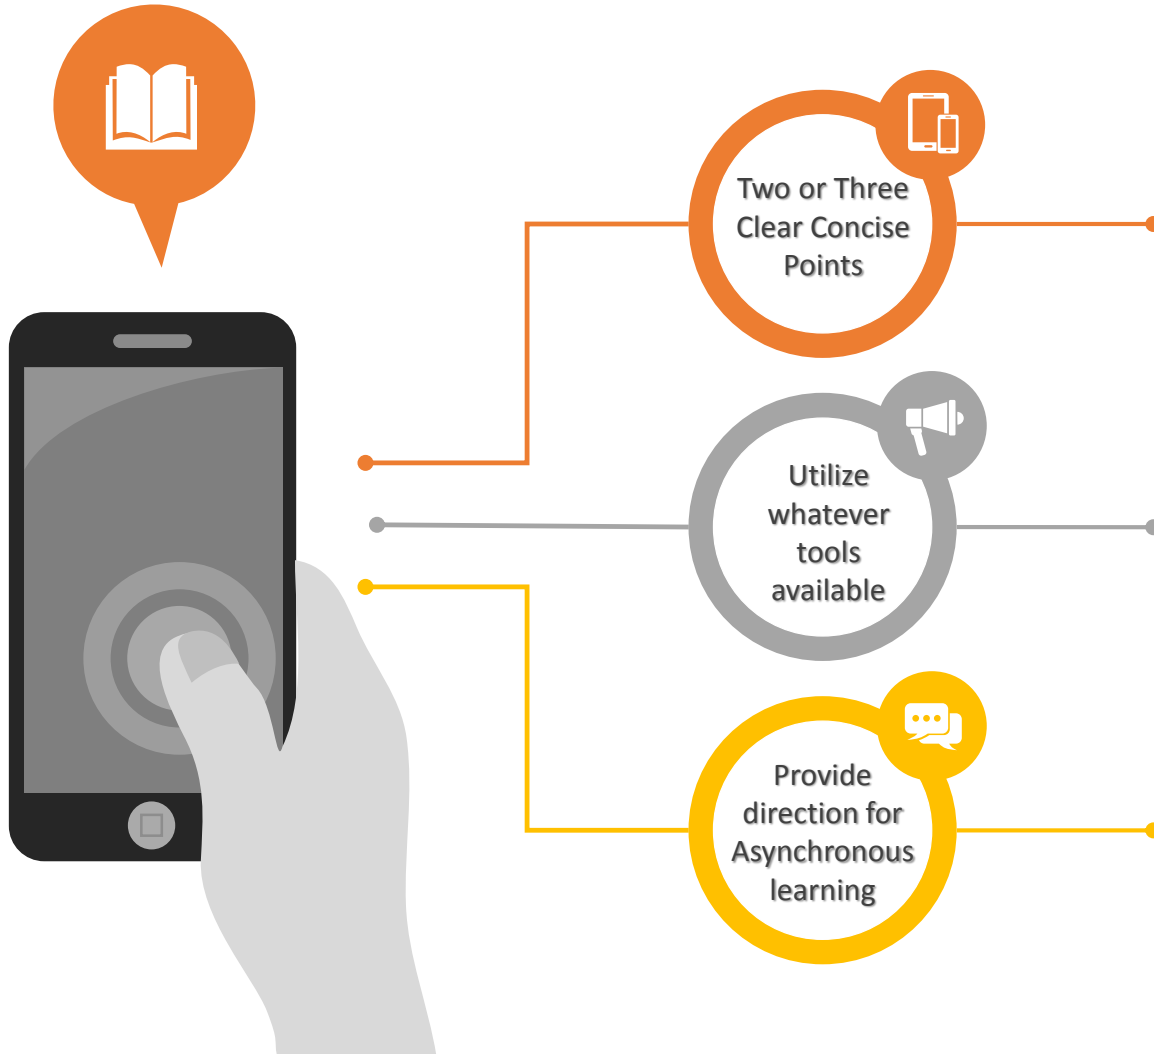 Two or Three
Clear Concise
Points
Utilize
whatever
tools
available
Provide
direction for
Asynchronous
learning